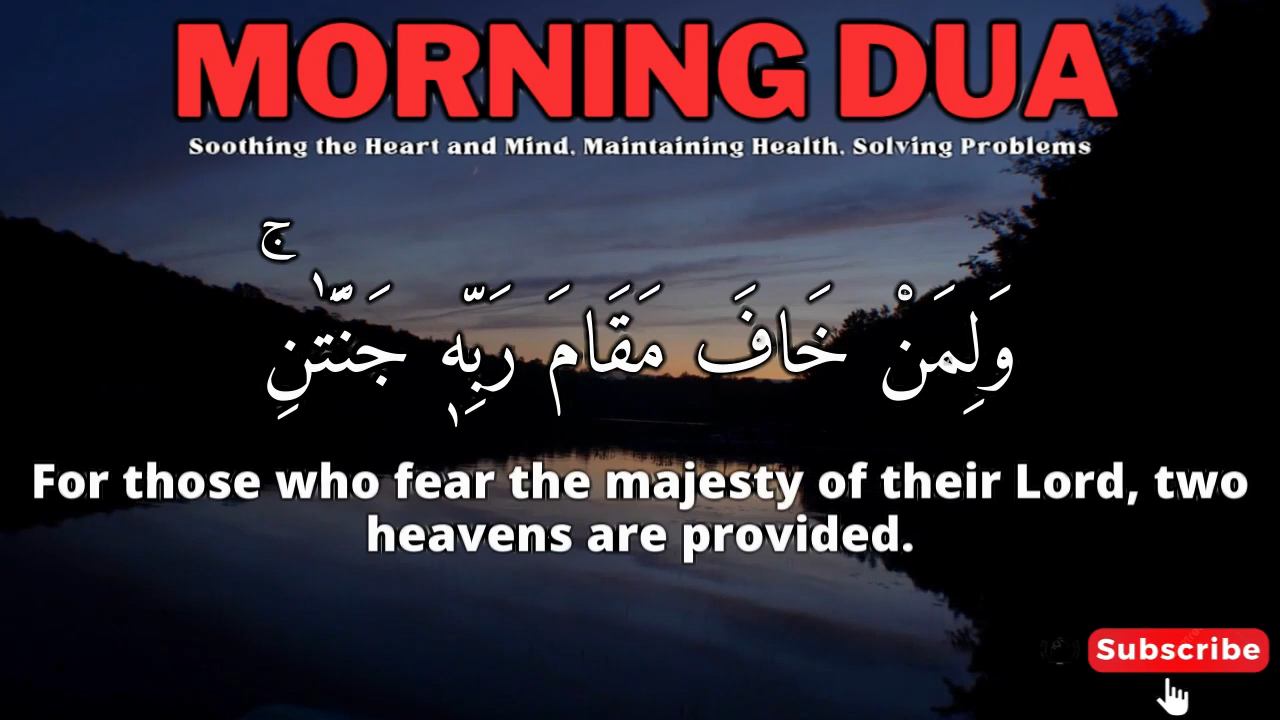 MORNING DUA
Soothing the Heart and Mind, Maintaining Health, Solving Problems
وَلِمَنْ خَافَ مَقَامَ رَبِّهٖ جَنَّتٰنِۚ
For those who fear the majesty of their Lord, two
heavens are provided.
Subscribe